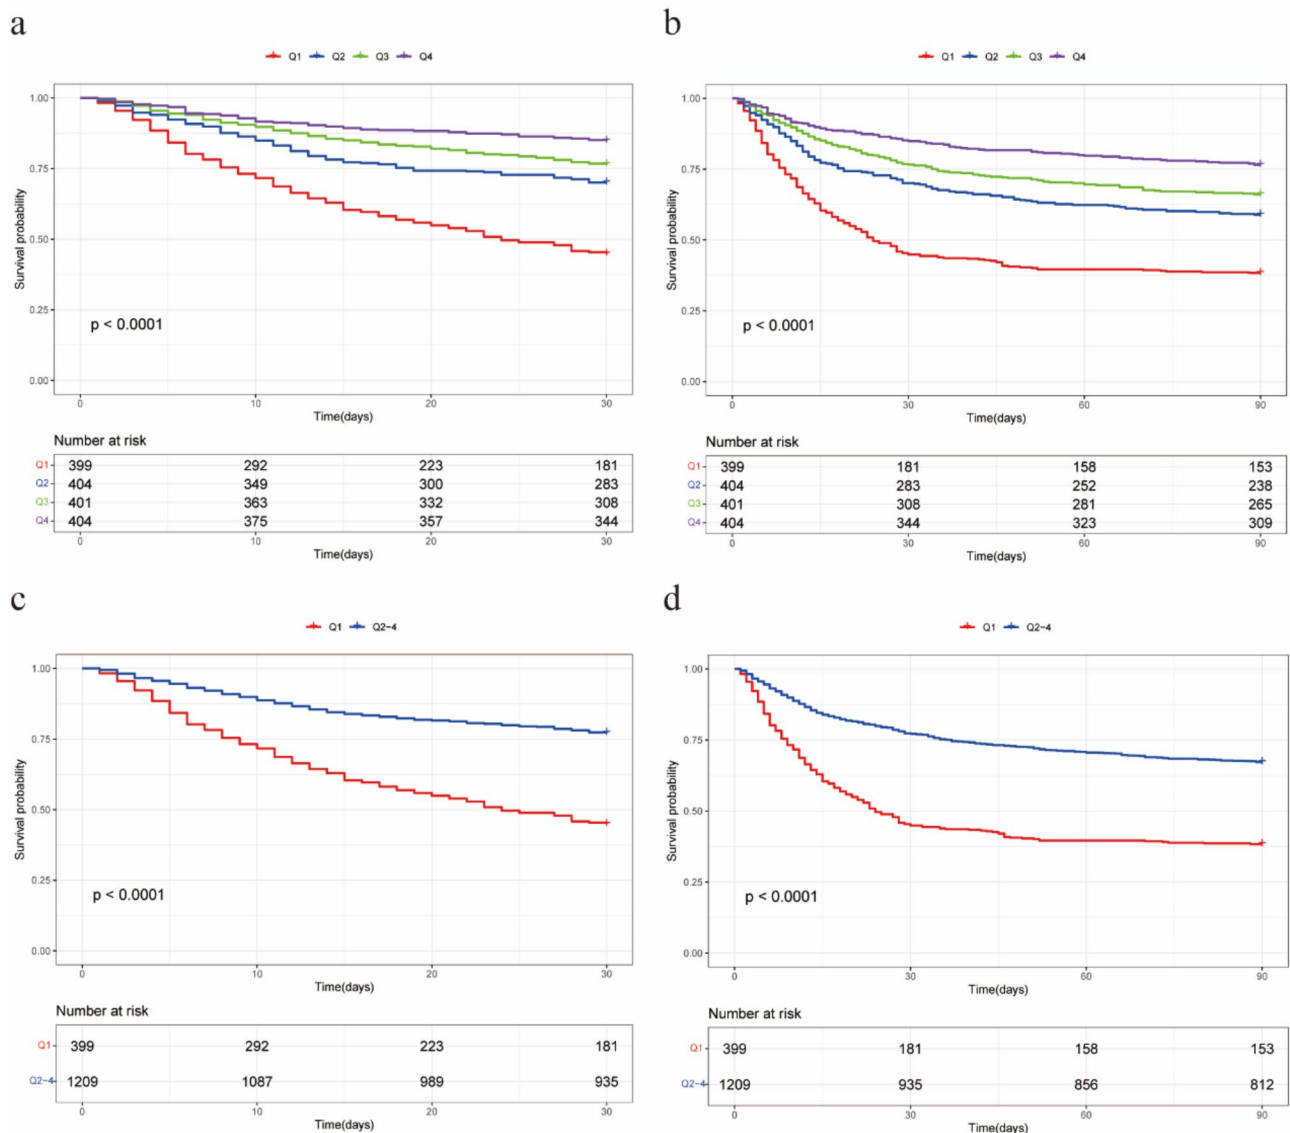 a
Q1 Q2 Q3 Q4
1.00
0.75
0.50
0.25
0.00
Survival probability
p < 0.0001
0 10 20 30
Time(days)
Number at risk
Q1 399 292 223 181
Q2 404 349 300 283
Q3 401 363 332 308
Q4 404 375 357 344
0 10 20 30
Time(days)
b
Q1 Q2 Q3 Q4
1.00
0.75
0.50
0.25
0.00
Survival probability
p < 0.0001
0 30 60 90
Time(days)
Number at risk
Q1 399 181 158 153
Q2 404 283 252 238
Q3 401 308 281 265
Q4 404 344 323 309
0 30 60 90
Time(days)
c
Q1 Q2-4
1.00
0.75
0.50
0.25
0.00
Survival probability
p < 0.0001
0 10 20 30
Time(days)
Number at risk
Q1 399 292 223 181
Q2-4 1209 1087 989 935
0 10 20 30
Time(days)
d
Q1 Q2-4
1.00
0.75
0.50
0.25
0.00
Survival probability
p < 0.0001
0 30 60 90
Time(days)
Number at risk
Q1 399 181 158 153
Q2-4 1209 935 856 812
0 30 60 90
Time(days)